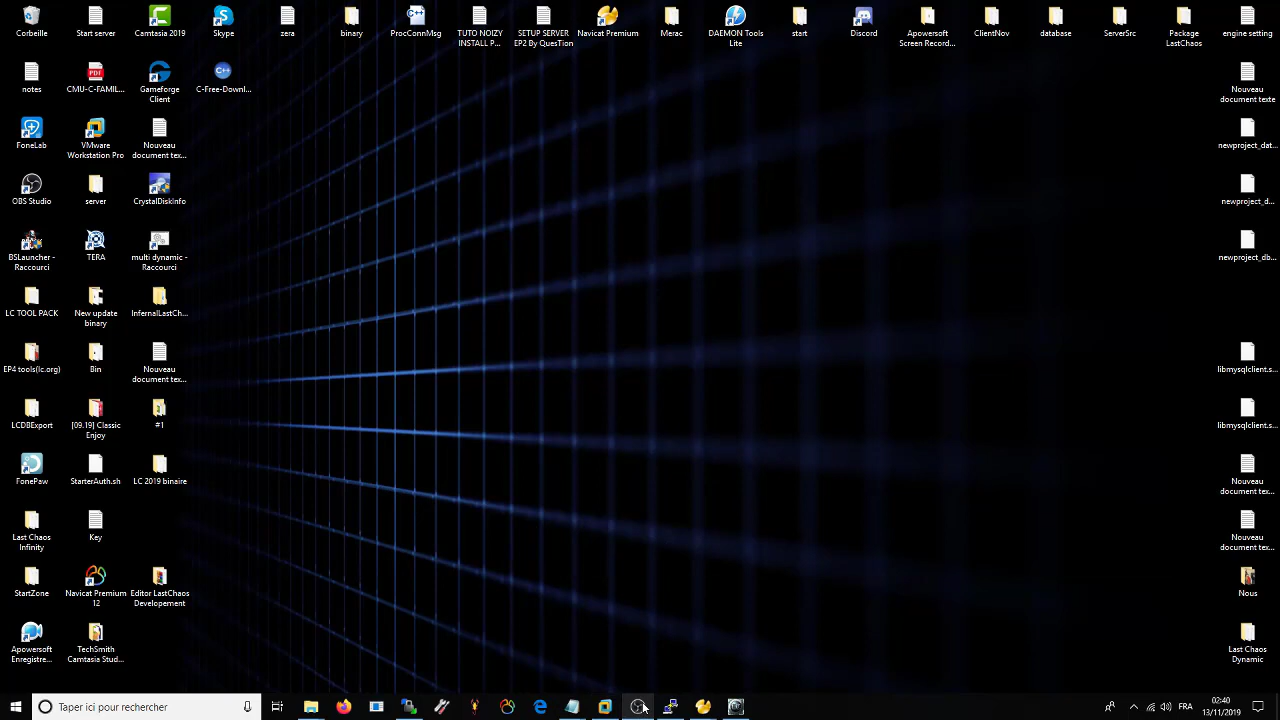 Corbeille
Start server
Camtasia 2019
Skype
zera
binary
ProcConnMsg
TUTO NOIZY
INSTALL P...
SETUP SERVER
EP2 By QuesTion
Navicat Premium
Merac
DAEMON Tools
Lite
start
Discord
Apowersoft
Screen Record...
ClientNov
database
ServerSrc
Package
LastChaos
engine setting
notes
CMU-C-FAMIL...
Gameforge
Client
C-Free-Downl...
Nouveau
document texte
FoneLab
VMware
Workstation Pro
Nouveau
document tex...
newproject_dat...
OBS Studio
server
CrystalDiskInfo
newproject_d...
BSLauncher -
Raccourci
TERA
multi dynamic -
Raccourci
newproject_db...
LC TOOL PACK
New update
binary
InfernalLastCh...
EP4 tools(lc.org)
Bin
Nouveau
document tex...
libmysqlclient.s...
LCDBExport
[09.19] Classic
Enjoy
#1
libmysqlclient.s...
FonePaw
StarterAuth.sh
LC 2019 binaire
Nouveau
document tex...
Last Chaos
Infinity
Key
Nouveau
document tex...
StartZone
Navicat Premium
12
Editor LastChaos
Developement
Nous
Apowersoft
Enregistre...
TechSmith
Camtasia Stud...
Last Chaos
Dynamic
Taper ici pour rechercher
FRA
02:40
13/11/2019